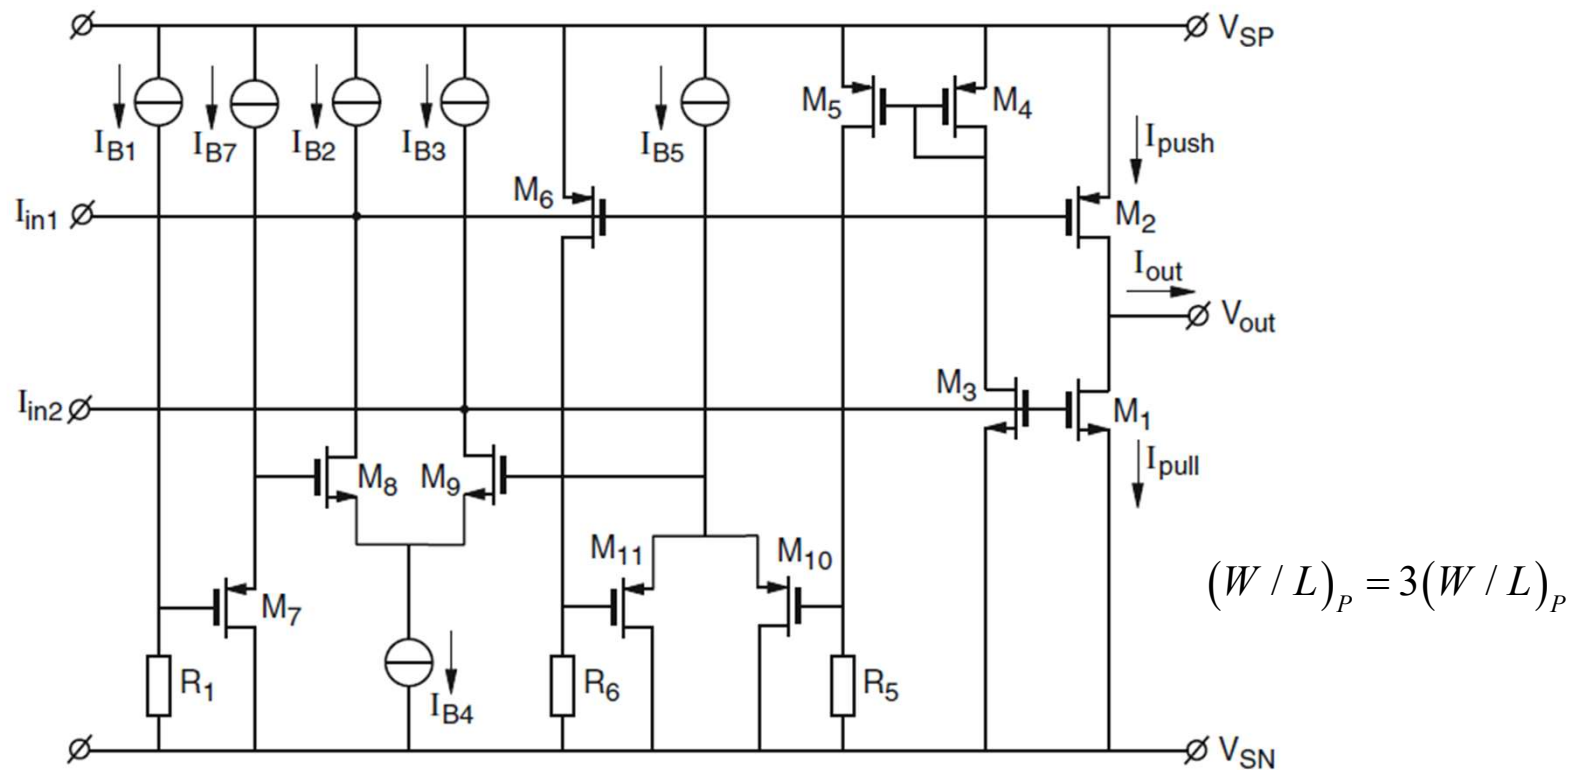 V_SP
I_B1 I_B7 I_B2 I_B3 I_B5 M_5 M_4
I_push
I_in1 M_6 M_2
I_out
V_out
I_in2 M_3 M_1
M_8 M_9 I_pull
M_11 M_10
M_7 (W / L)_P = 3(W / L)_P
R_1 R_6 R_5
I_B4
V_SN